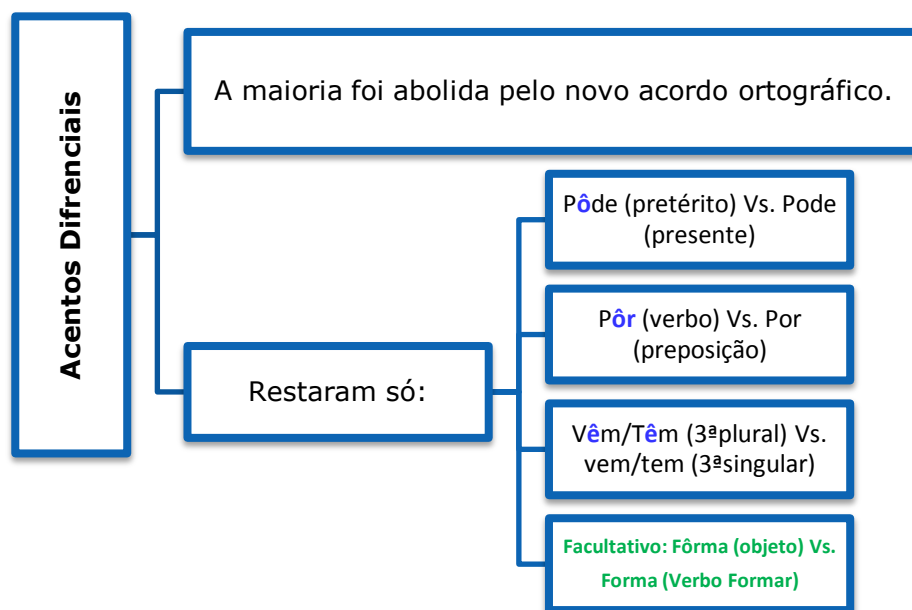 Acentos Difrenciais
A maioria foi abolida pelo novo acordo ortográfico.
Restaram só:
Pôde (pretérito) Vs. Pode
(presente)
Pôr (verbo) Vs. Por
(preposição)
Vêm/Têm (3ªplural) Vs.
vem/tem (3ªsingular)
Facultativo: Fôrma (objeto) Vs.
Forma (Verbo Formar)